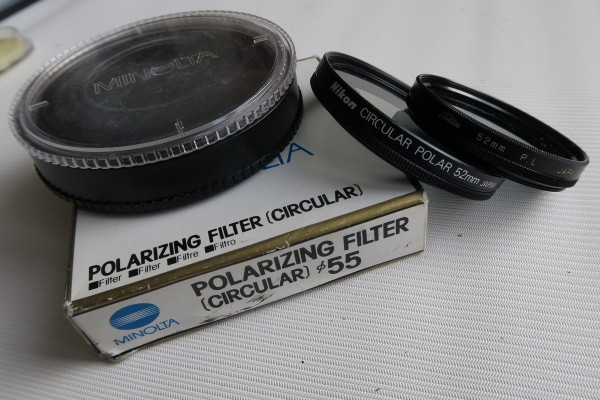 MINOLTA
Nikon CIRCULAR POLAR 52mm JAPAN
52mm P.L
POLARIZING FILTER (CIRCULAR)
■Filter ■Filter ■Filtre ■Filtro
POLARIZING FILTER
(CIRCULAR) ø55
MINOLTA